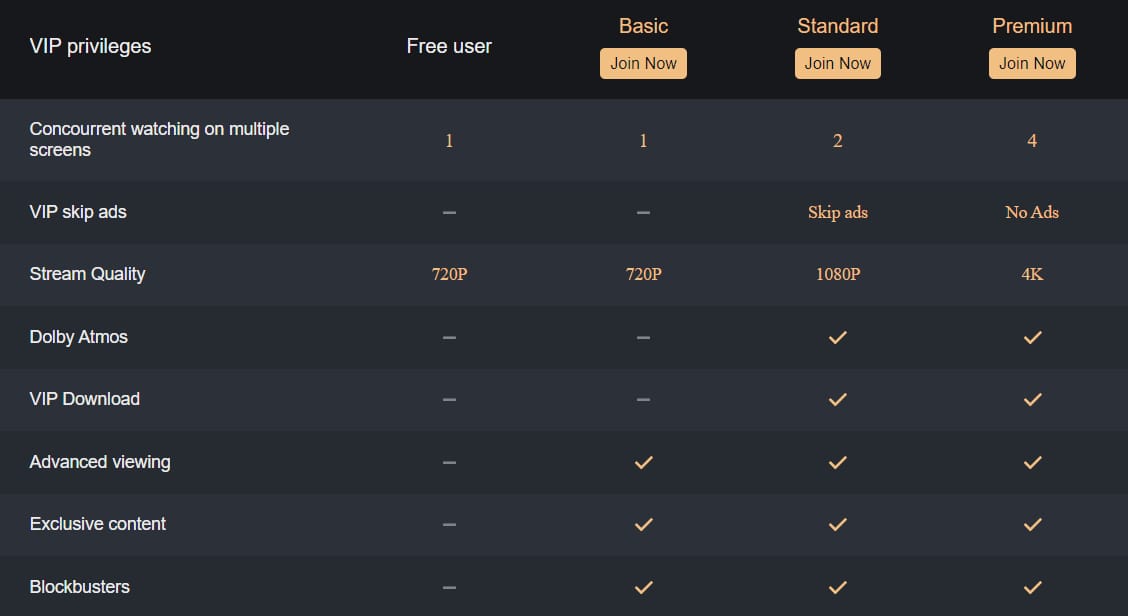 VIP privileges
Free user
Basic
Join Now
Standard
Join Now
Premium
Join Now
Concourrent watching on multiple
screens
1
1
2
4
VIP skip ads
–
–
Skip ads
No Ads
Stream Quality
720P
720P
1080P
4K
Dolby Atmos
–
–
VIP Download
–
–
Advanced viewing
–
Exclusive content
–
Blockbusters
–